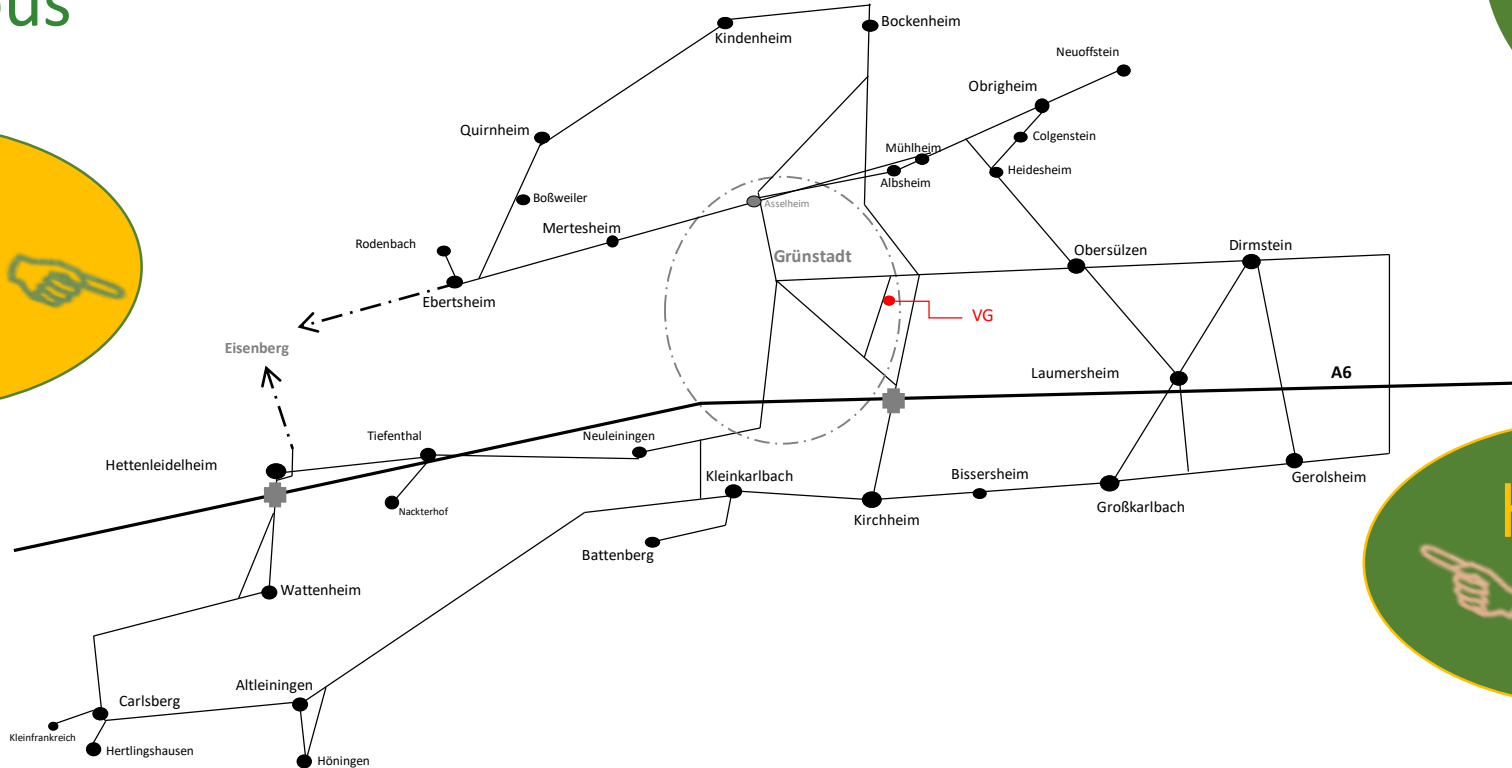 Kindenheim
Bockenheim
Neuoffstein
Obrigheim
Quirnheim
Colgenstein
Mühlheim
Heidesheim
Albsheim
Boßweiler
Asselheim
Mertesheim
Rodenbach
Grünstadt
Obersülzen
Dirmstein
Ebertsheim
VG
Eisenberg
Laumersheim
A6
Tiefenthal
Neuleiningen
Hettenleidelheim
Kleinkarlbach
Bissersheim
Gerolsheim
Nackterhof
Großkarlbach
Kirchheim
Battenberg
Wattenheim
Altleiningen
Carlsberg
Kleinfrankreich
Hertlingshausen
Höningen